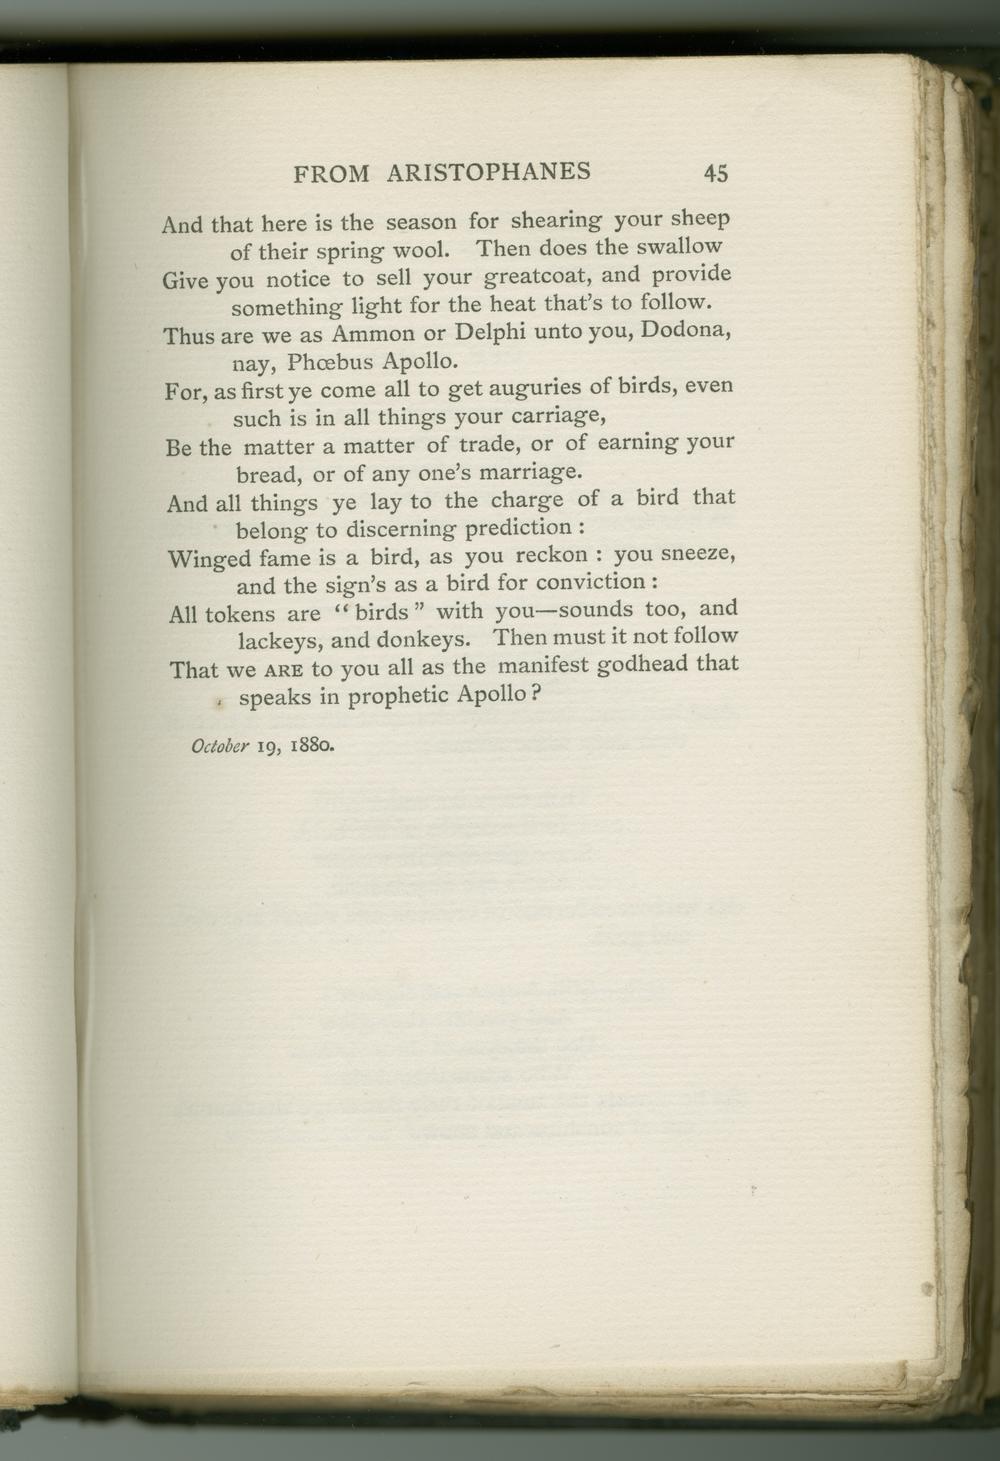 FROM ARISTOPHANES 45
And that here is the season for shearing your sheep
of their spring wool. Then does the swallow
Give you notice to sell your greatcoat, and provide
something light for the heat that's to follow.
Thus are we as Ammon or Delphi unto you, Dodona,
nay, Phœbus Apollo.
For, as first ye come all to get auguries of birds, even
such is in all things your carriage,
Be the matter a matter of trade, or of earning your
bread, or of any one's marriage.
And all things ye lay to the charge of a bird that
belong to discerning prediction :
Winged fame is a bird, as you reckon : you sneeze,
and the sign's as a bird for conviction :
All tokens are “birds” with you—sounds too, and
lackeys, and donkeys. Then must it not follow
That we ARE to you all as the manifest godhead that
speaks in prophetic Apollo ?
October 19, 1880.